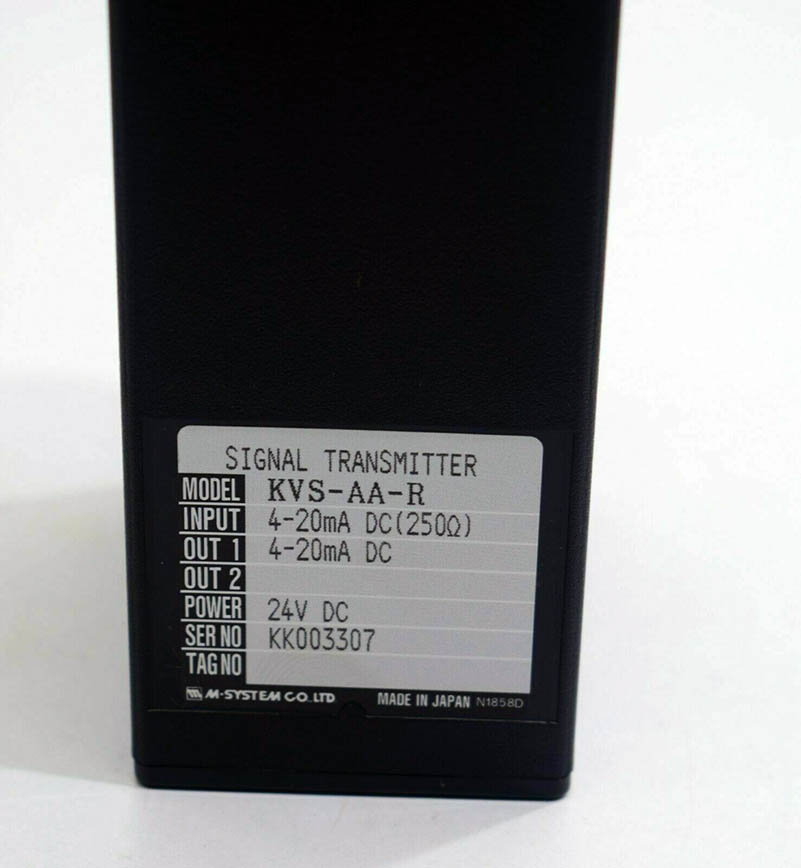 SIGNAL TRANSMITTER
MODEL KVS-AA-R
INPUT 4-20mA DC(250Ω)
OUT 1 4-20mA DC
OUT 2
POWER 24V DC
SER NO KK003307
TAG NO
M-SYSTEM CO.,LTD MADE IN JAPAN N1858D